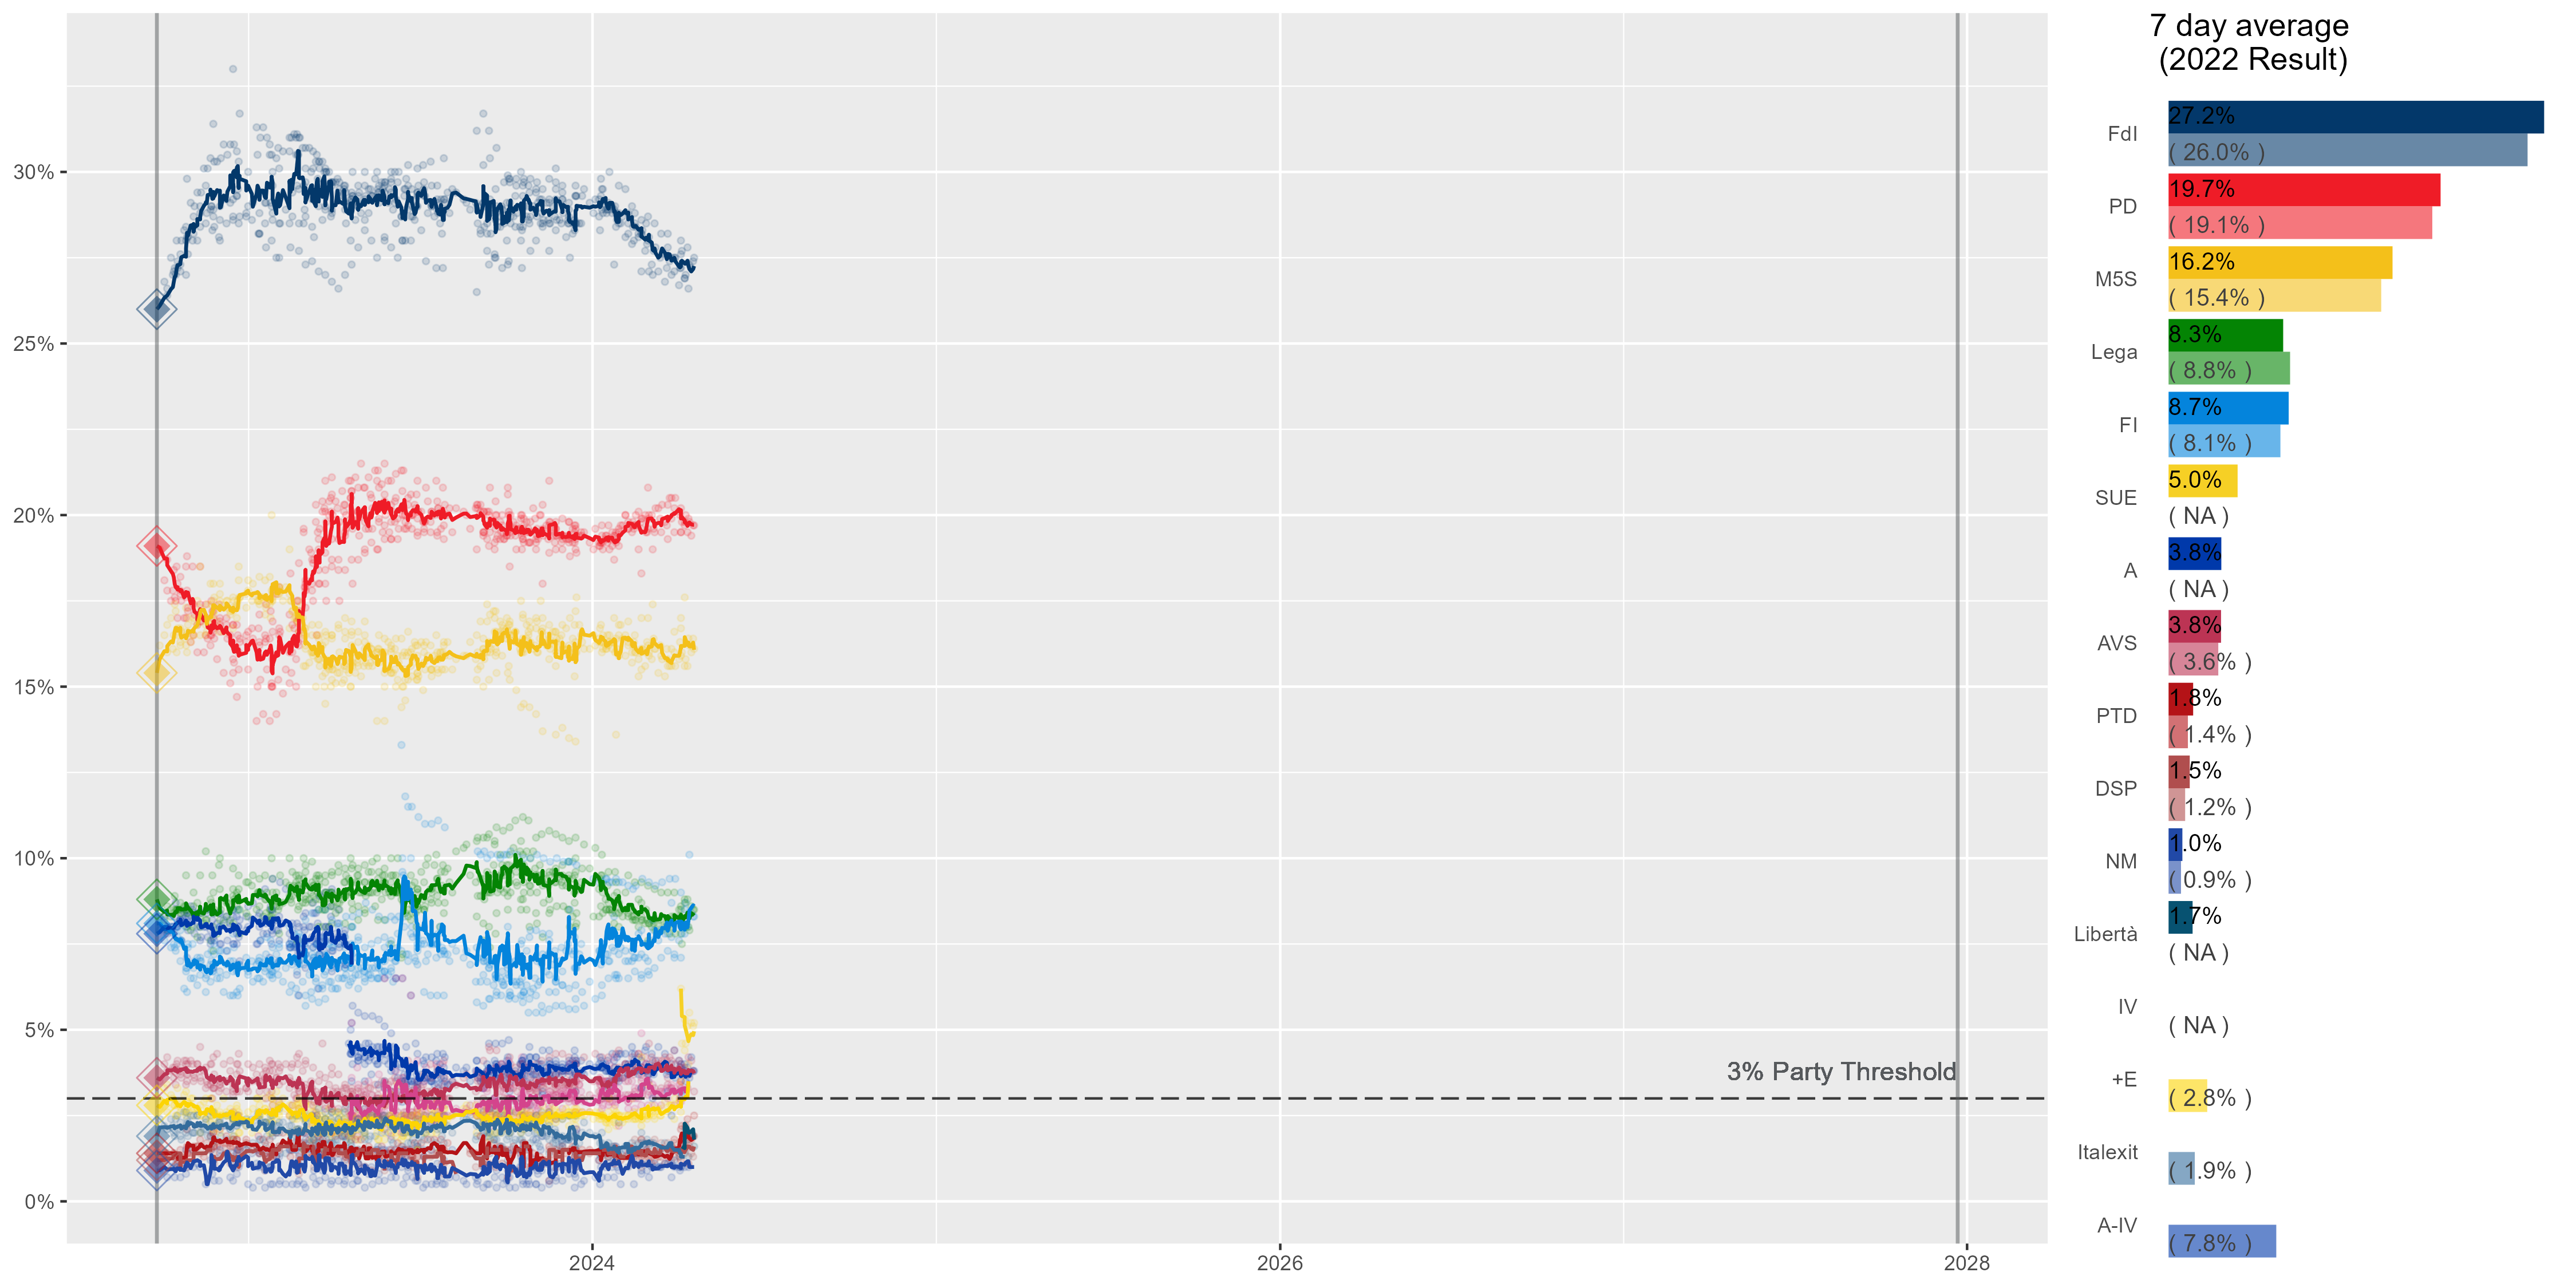 7 day average
(2022 Result)
30%
25%
20%
15%
10%
5%
0%
3% Party Threshold
2024
2026
2028
FdI
27.2%
( 26.0% )
PD
19.7%
( 19.1% )
M5S
16.2%
( 15.4% )
Lega
8.3%
( 8.8% )
FI
8.7%
( 8.1% )
SUE
5.0%
( NA )
A
3.8%
( NA )
AVS
3.8%
( 3.6% )
PTD
1.8%
( 1.4% )
DSP
1.5%
( 1.2% )
NM
1.0%
( 0.9% )
Libertà
1.7%
( NA )
IV
( NA )
+E
( 2.8% )
Italexit
( 1.9% )
A-IV
( 7.8% )